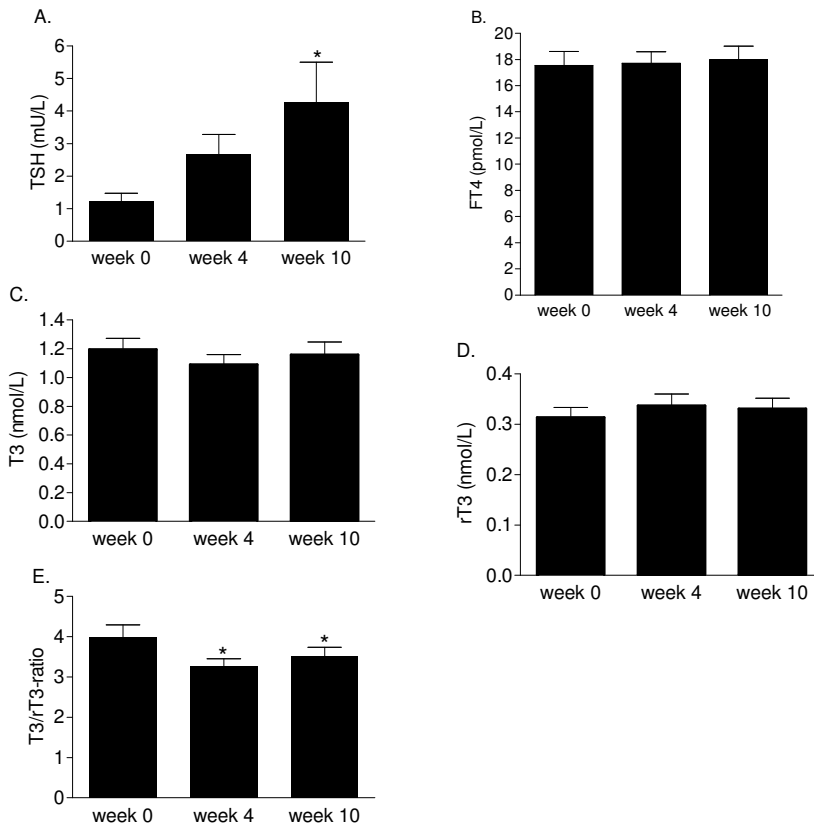 A.
TSH (mU/L)
6
5
4
3
2
1
0
*
week 0 week 4 week 10
B.
FT4 (pmol/L)
20
18
16
14
12
10
8
6
4
2
0
week 0 week 4 week 10
C.
T3 (nmol/L)
1.4
1.2
1.0
0.8
0.6
0.4
0.2
0.0
week 0 week 4 week 10
D.
rT3 (nmol/L)
0.4
0.3
0.2
0.1
0.0
week 0 week 4 week 10
E.
T3/rT3-ratio
5
4
3
2
1
0
* *
week 0 week 4 week 10